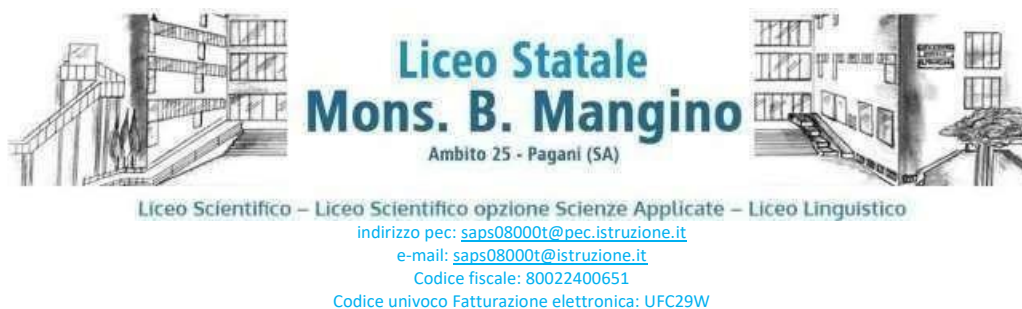 Liceo Statale
Mons. B. Mangino
Ambito 25 - Pagani (SA)
Liceo Scientifico – Liceo Scientifico opzione Scienze Applicate – Liceo Linguistico
indirizzo pec: saps08000t@pec.istruzione.it
e-mail: saps08000t@istruzione.it
Codice fiscale: 80022400651
Codice univoco Fatturazione elettronica: UFC29W